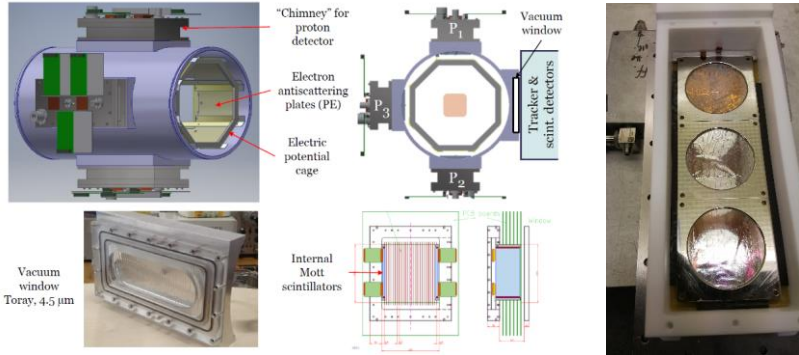 “Chimney” for
proton
detector
Electron
antiscattering
plates (PE)
Electric
potential
cage
P1
P3
P2
Vacuum
window
Tracker &
scint. detectors
Vacuum
window
Toray, 4.5 μm
Internal
Mott
scintillators
window